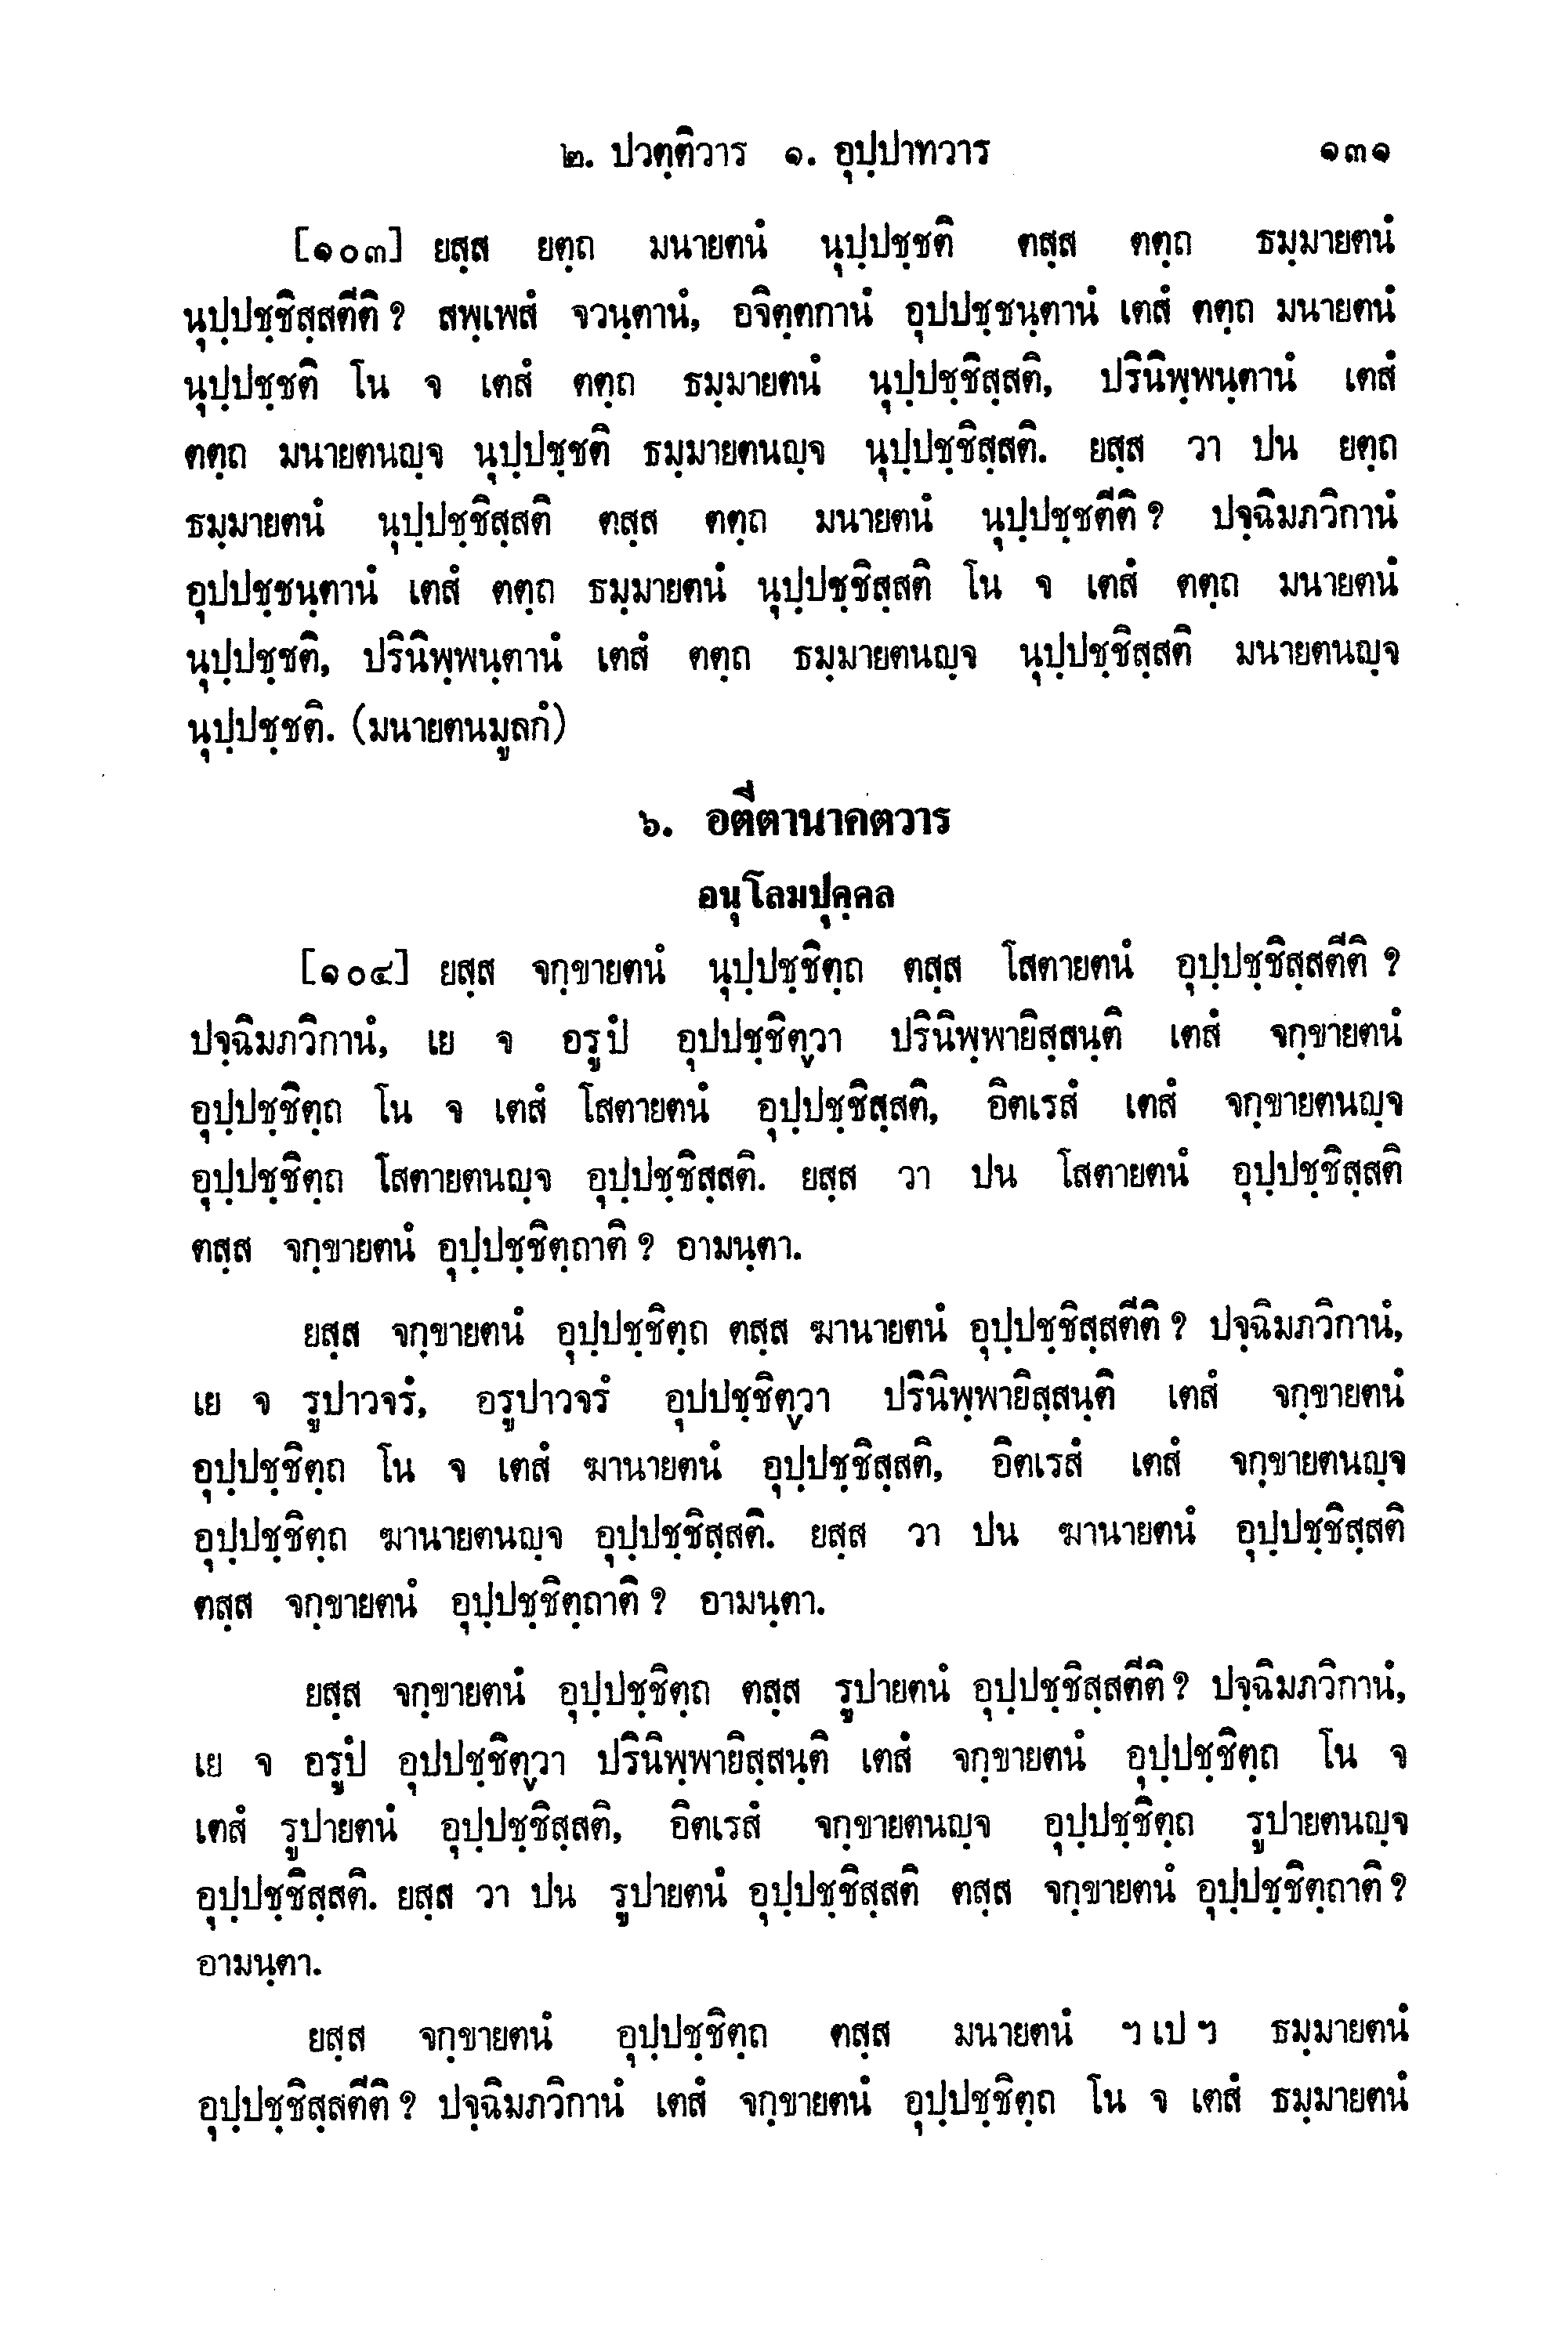 ๒. ปวตฺติวาร ๑. อุปฺปาทวาร ๑๓๑
[๑๐๓] ยสฺส ยตฺถ มนายตนํ นุปฺปชฺชติ ตสฺส ตตฺถ ธมฺมายตนํ
นุปฺปชฺชิสฺสตีติ? สพฺเพสํ จวนฺตานํ, อจิตฺตกานํ อุปปชฺชนฺตานํ เตสํ ตตฺถ มนายตนํ
นุปฺปชฺชติ โน จ เตสํ ตตฺถ ธมฺมายตนํ นุปฺปชฺชิสฺสติ, ปรินิพฺพนฺตานํ เตสํ
ตตฺถ มนายตนญฺจ นุปฺปชฺชติ ธมฺมายตนญฺจ นุปฺปชฺชิสฺสติ. ยสฺส วา ปน ยตฺถ
ธมฺมายตนํ นุปฺปชฺชิสฺสติ ตสฺส ตตฺถ มนายตนํ นุปฺปชฺชตีติ? ปจฺฉิมภวิกานํ
อุปปชฺชนฺตานํ เตสํ ตตฺถ ธมฺมายตนํ นุปฺปชฺชิสฺสติ โน จ เตสํ ตตฺถ มนายตนํ
นุปฺปชฺชติ, ปรินิพฺพนฺตานํ เตสํ ตตฺถ ธมฺมายตนญฺจ นุปฺปชฺชิสฺสติ มนายตนญฺจ
นุปฺปชฺชติ. (มนายตนมูลกํ)
๖. อตีตานาคตวาร
อนุโลมปุคฺคล
[๑๐๔] ยสฺส จกฺขายตนํ นุปฺปชฺชิตฺถ ตสฺส โสตายตนํ อุปฺปชฺชิสฺสตีติ?
ปจฺฉิมภวิกานํ, เย จ อรูปํ อุปปชฺชิตฺวา ปรินิพฺพายิสฺสนฺติ เตสํ จกฺขายตนํ
อุปฺปชฺชิตฺถ โน จ เตสํ โสตายตนํ อุปฺปชฺชิสฺสติ, อิตเรสํ เตสํ จกฺขายตนญฺจ
อุปฺปชฺชิตฺถ โสตายตนญฺจ อุปฺปชฺชิสฺสติ. ยสฺส วา ปน โสตายตนํ อุปฺปชฺชิสฺสติ
ตสฺส จกฺขายตนํ อุปฺปชฺชิตฺถาติ? อามนฺตา.
ยสฺส จกฺขายตนํ อุปฺปชฺชิตฺถ ตสฺส ฆานายตนํ อุปฺปชฺชิสฺสตีติ? ปจฺฉิมภวิกานํ,
เย จ รูปาวจรํ, อรูปาวจรํ อุปปชฺชิตฺวา ปรินิพฺพายิสฺสนฺติ เตสํ จกฺขายตนํ
อุปฺปชฺชิตฺถ โน จ เตสํ ฆานายตนํ อุปฺปชฺชิสฺสติ, อิตเรสํ เตสํ จกฺขายตนญฺจ
อุปฺปชฺชิตฺถ ฆานายตนญฺจ อุปฺปชฺชิสฺสติ. ยสฺส วา ปน ฆานายตนํ อุปฺปชฺชิสฺสติ
ตสฺส จกฺขายตนํ อุปฺปชฺชิตฺถาติ? อามนฺตา.
ยสฺส จกฺขายตนํ อุปฺปชฺชิตฺถ ตสฺส รูปายตนํ อุปฺปชฺชิสฺสตีติ? ปจฺฉิมภวิกานํ,
เย จ อรูปํ อุปปชฺชิตฺวา ปรินิพฺพายิสฺสนฺติ เตสํ จกฺขายตนํ อุปฺปชฺชิตฺถ โน จ
เตสํ รูปายตนํ อุปฺปชฺชิสฺสติ, อิตเรสํ จกฺขายตนญฺจ อุปฺปชฺชิตฺถ รูปายตนญฺจ
อุปฺปชฺชิสฺสติ. ยสฺส วา ปน รูปายตนํ อุปฺปชฺชิสฺสติ ตสฺส จกฺขายตนํ อุปฺปชฺชิตฺถาติ?
อามนฺตา.
ยสฺส จกฺขายตนํ อุปฺปชฺชิตฺถ ตสฺส มนายตนํ ฯ เป ฯ ธมฺมายตนํ
อุปฺปชฺชิสฺสตีติ? ปจฺฉิมภวิกานํ เตสํ จกฺขายตนํ อุปฺปชฺชิตฺถ โน จ เตสํ ธมฺมายตนํ